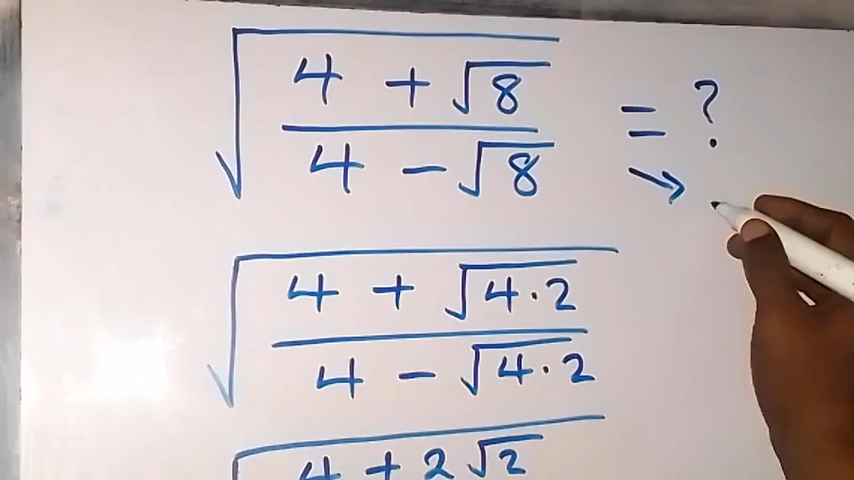 √((4 + √8)/(4 - √8)) = ?
→
√((4 + √(4·2))/(4 - √(4·2)))
√(4 + 2√2